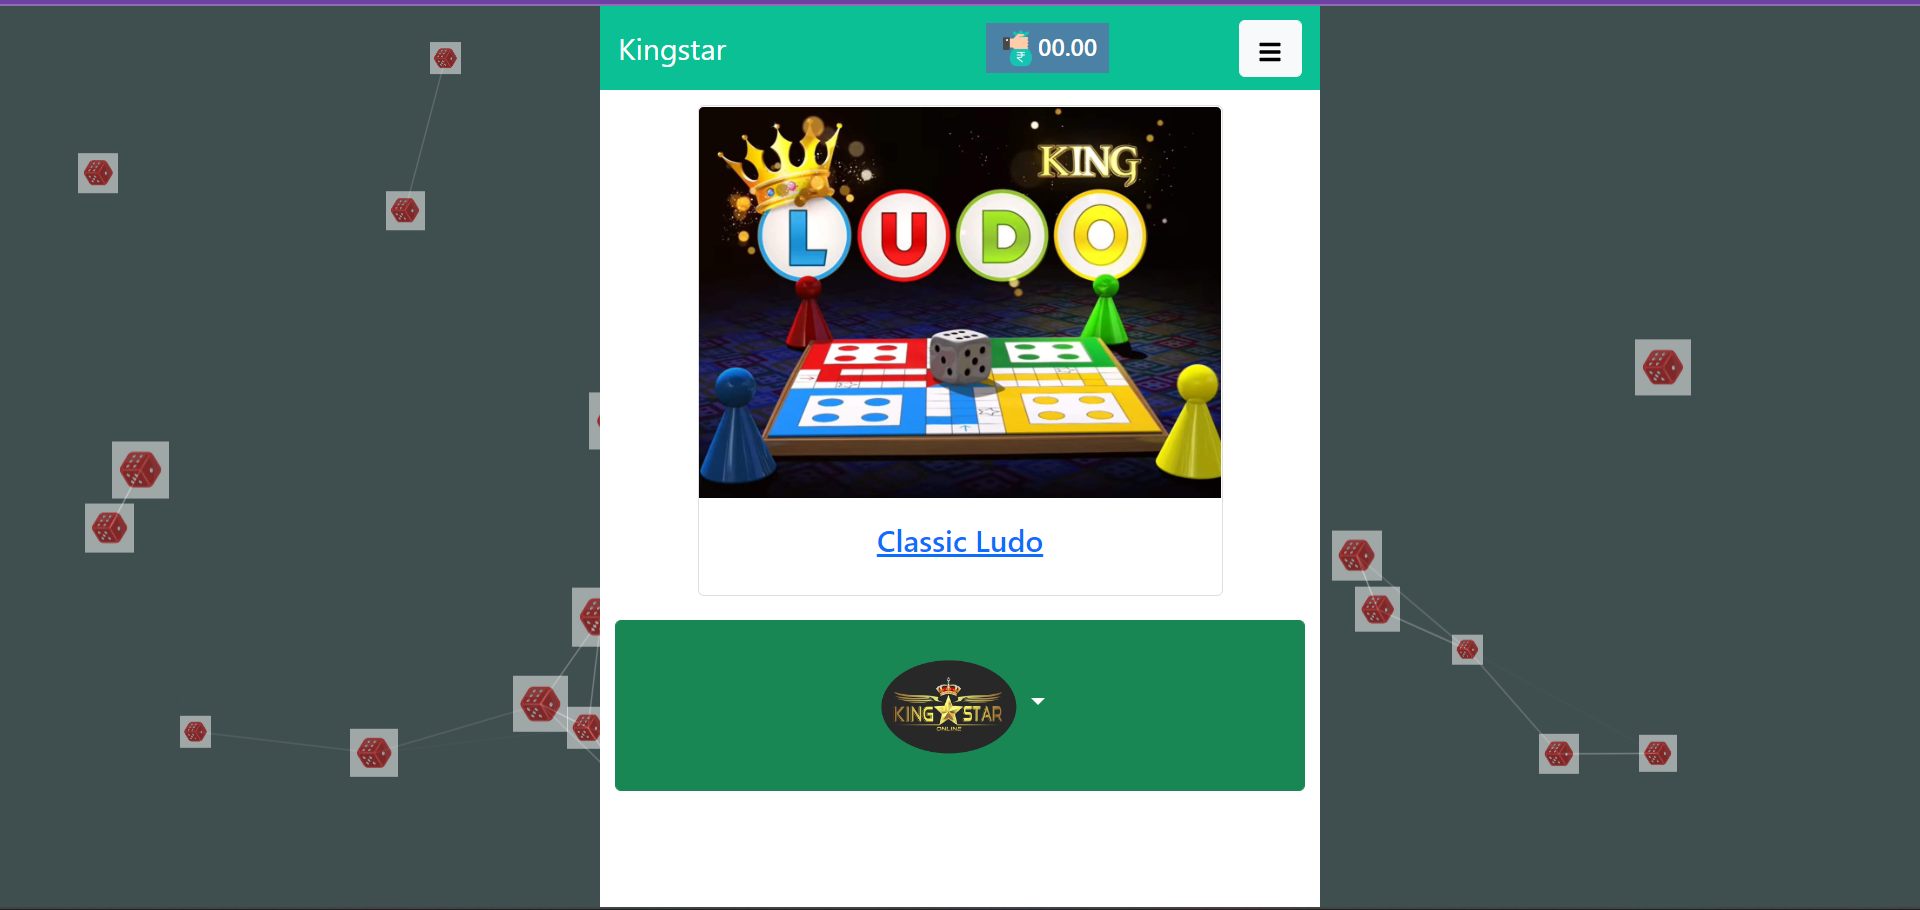 Kingstar
₹ 00.00
KING
LUDO
Classic Ludo
KING STAR
ONLINE